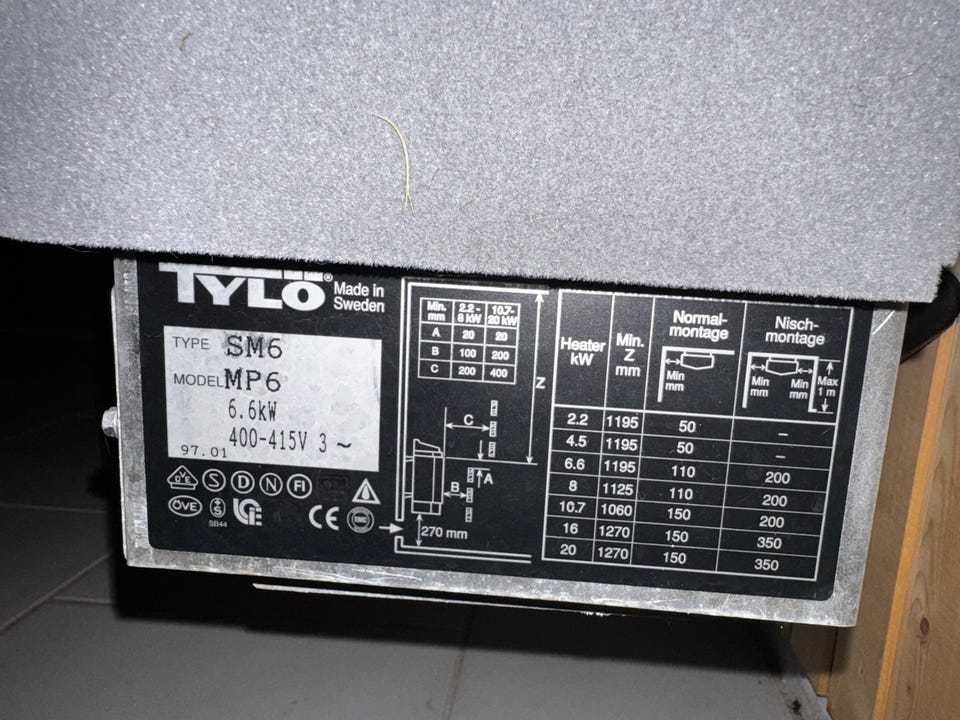 TYLÖ®
Made in
Sweden
TYPE SM6
MODEL MP6
6.6kW
400-415V 3 ~
97.01
VDE S D N FI
ÖVE S SB44
CE EMC
Min. mm 2.2-8 kW 10.7-20 kW
A 20 20
B 100 200
C 200 400
Z
C
A
B
270 mm
Heater kW Min. Z mm Normal-montage Nisch-montage
Min mm Min mm Min mm Max 1 m
2.2 1195 50 –
4.5 1195 50 –
6.6 1195 110 200
8 1125 110 200
10.7 1060 150 200
16 1270 150 350
20 1270 150 350